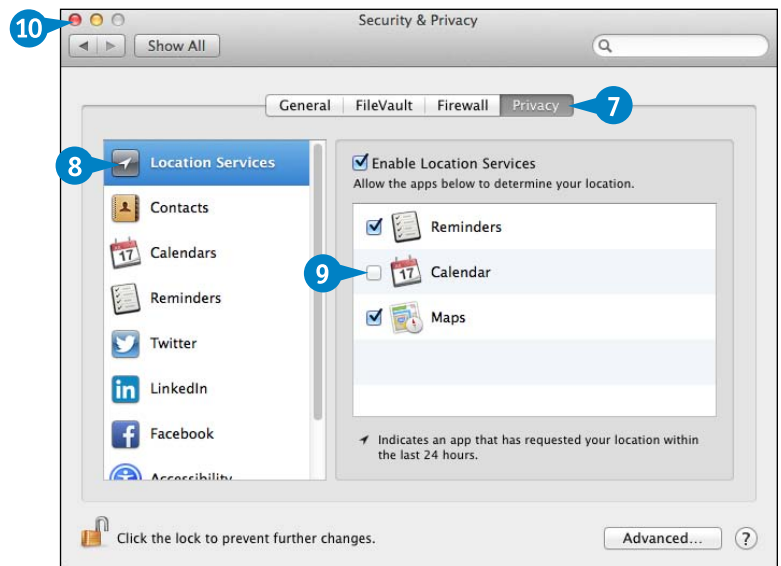 10
Security & Privacy
Show All
General FileVault Firewall Privacy
7
8
Location Services
Contacts
17
Calendars
Reminders
Twitter
in
LinkedIn
f
Facebook
Accessibility
Enable Location Services
Allow the apps below to determine your location.
Reminders
9
17
Calendar
Maps
Indicates an app that has requested your location within
the last 24 hours.
Click the lock to prevent further changes.
Advanced...
?